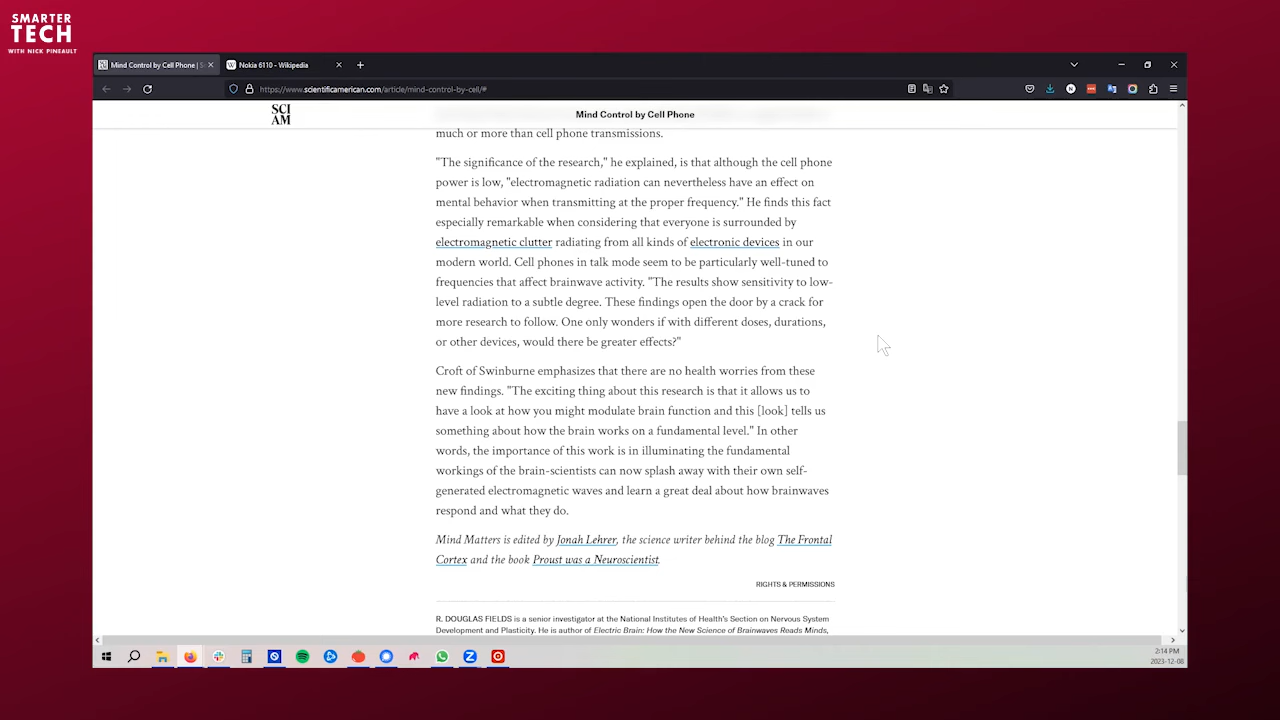 SMARTER
TECH
WITH NICK PINEAULT
Mind Control by Cell Phone | S
Nokia 6110 - Wikipedia
https://www.scientificamerican.com/article/mind-control-by-cell/#
SCI
AM
Mind Control by Cell Phone
much or more than cell phone transmissions.
"The significance of the research," he explained, is that although the cell phone
power is low, "electromagnetic radiation can nevertheless have an effect on
mental behavior when transmitting at the proper frequency." He finds this fact
especially remarkable when considering that everyone is surrounded by
electromagnetic clutter radiating from all kinds of electronic devices in our
modern world. Cell phones in talk mode seem to be particularly well-tuned to
frequencies that affect brainwave activity. "The results show sensitivity to low-
level radiation to a subtle degree. These findings open the door by a crack for
more research to follow. One only wonders if with different doses, durations,
or other devices, would there be greater effects?"
Croft of Swinburne emphasizes that there are no health worries from these
new findings. "The exciting thing about this research is that it allows us to
have a look at how you might modulate brain function and this [look] tells us
something about how the brain works on a fundamental level." In other
words, the importance of this work is in illuminating the fundamental
workings of the brain-scientists can now splash away with their own self-
generated electromagnetic waves and learn a great deal about how brainwaves
respond and what they do.
Mind Matters is edited by Jonah Lehrer, the science writer behind the blog The Frontal
Cortex and the book Proust was a Neuroscientist.
RIGHTS & PERMISSIONS
R. DOUGLAS FIELDS is a senior investigator at the National Institutes of Health's Section on Nervous System
Development and Plasticity. He is author of Electric Brain: How the New Science of Brainwaves Reads Minds,
2:14 PM
2023-12-08